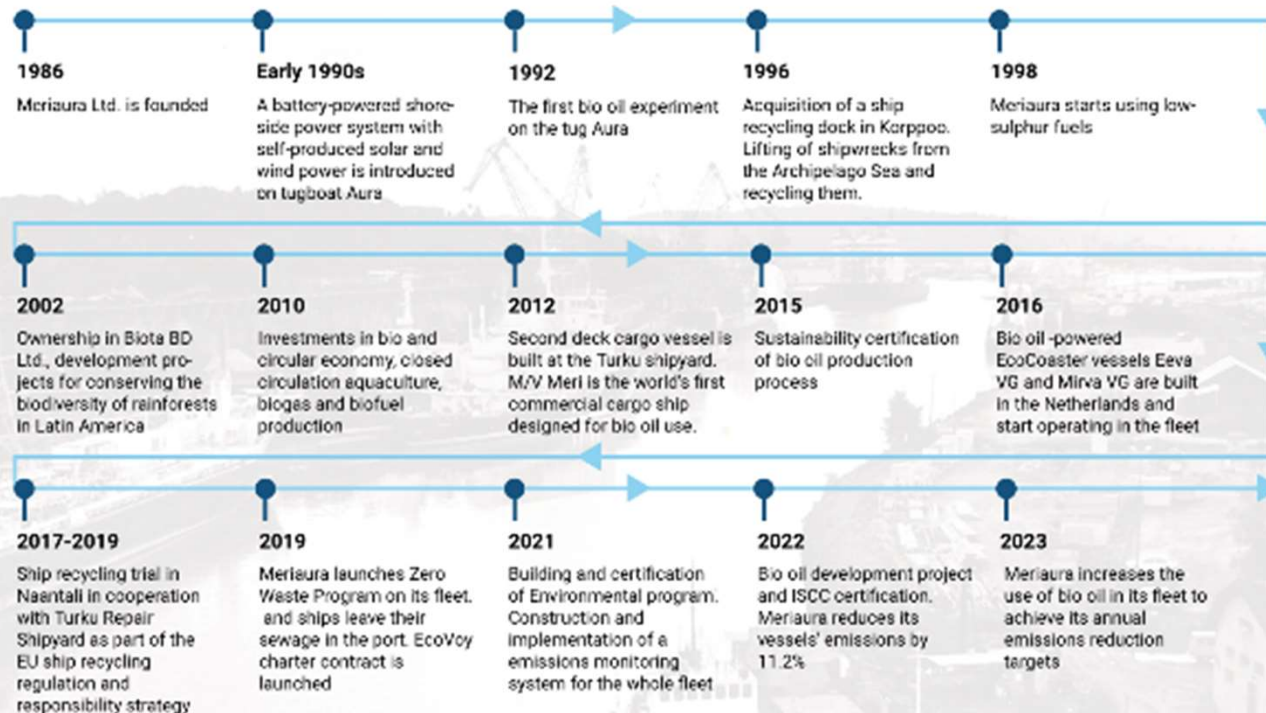 1986
Meriaura Ltd. is founded
Early 1990s
A battery-powered shore-
side power system with
self-produced solar and
wind power is introduced
on tugboat Aura
1992
The first bio oil experiment
on the tug Aura
1996
Acquisition of a ship
recycling dock in Korppoo.
Lifting of shipwrecks from
the Archipelago Sea and
recycling them.
1998
Meriaura starts using low-
sulphur fuels
2002
Ownership in Biota BD
Ltd., development pro-
jects for conserving the
biodiversity of rainforests
in Latin America
2010
Investments in bio and
circular economy, closed
circulation aquaculture,
biogas and biofuel
production
2012
Second deck cargo vessel is
built at the Turku shipyard.
M/V Meri is the world's first
commercial cargo ship
designed for bio oil use.
2015
Sustainability certification
of bio oil production
process
2016
Bio oil -powered
EcoCoaster vessels Eeva
VG and Mirva VG are built
in the Netherlands and
start operating in the fleet
2017-2019
Ship recycling trial in
Naantali in cooperation
with Turku Repair
Shipyard as part of the
EU ship recycling
regulation and
responsibility strategy
2019
Meriaura launches Zero
Waste Program on its fleet.
and ships leave their
sewage in the port. EcoVoy
charter contract is
launched
2021
Building and certification
of Environmental program.
Construction and
implementation of a
emissions monitoring
system for the whole fleet
2022
Bio oil development project
and ISCC certification.
Meriaura reduces its
vessels' emissions by
11.2%
2023
Meriaura increases the
use of bio oil in its fleet to
achieve its annual
emissions reduction
targets